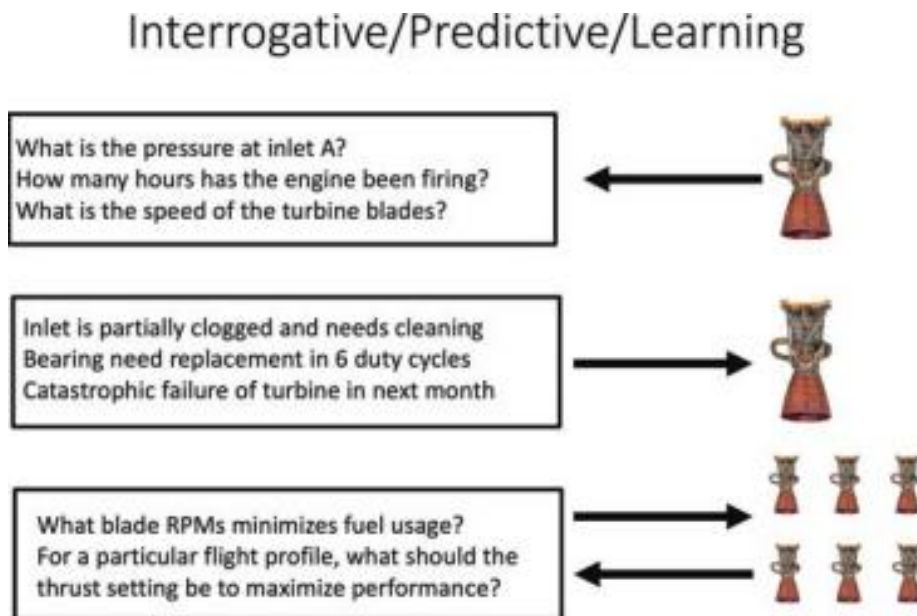 Interrogative/Predictive/Learning
What is the pressure at inlet A?
How many hours has the engine been firing?
What is the speed of the turbine blades?
Inlet is partially clogged and needs cleaning
Bearing need replacement in 6 duty cycles
Catastrophic failure of turbine in next month
What blade RPMs minimizes fuel usage?
For a particular flight profile, what should the
thrust setting be to maximize performance?